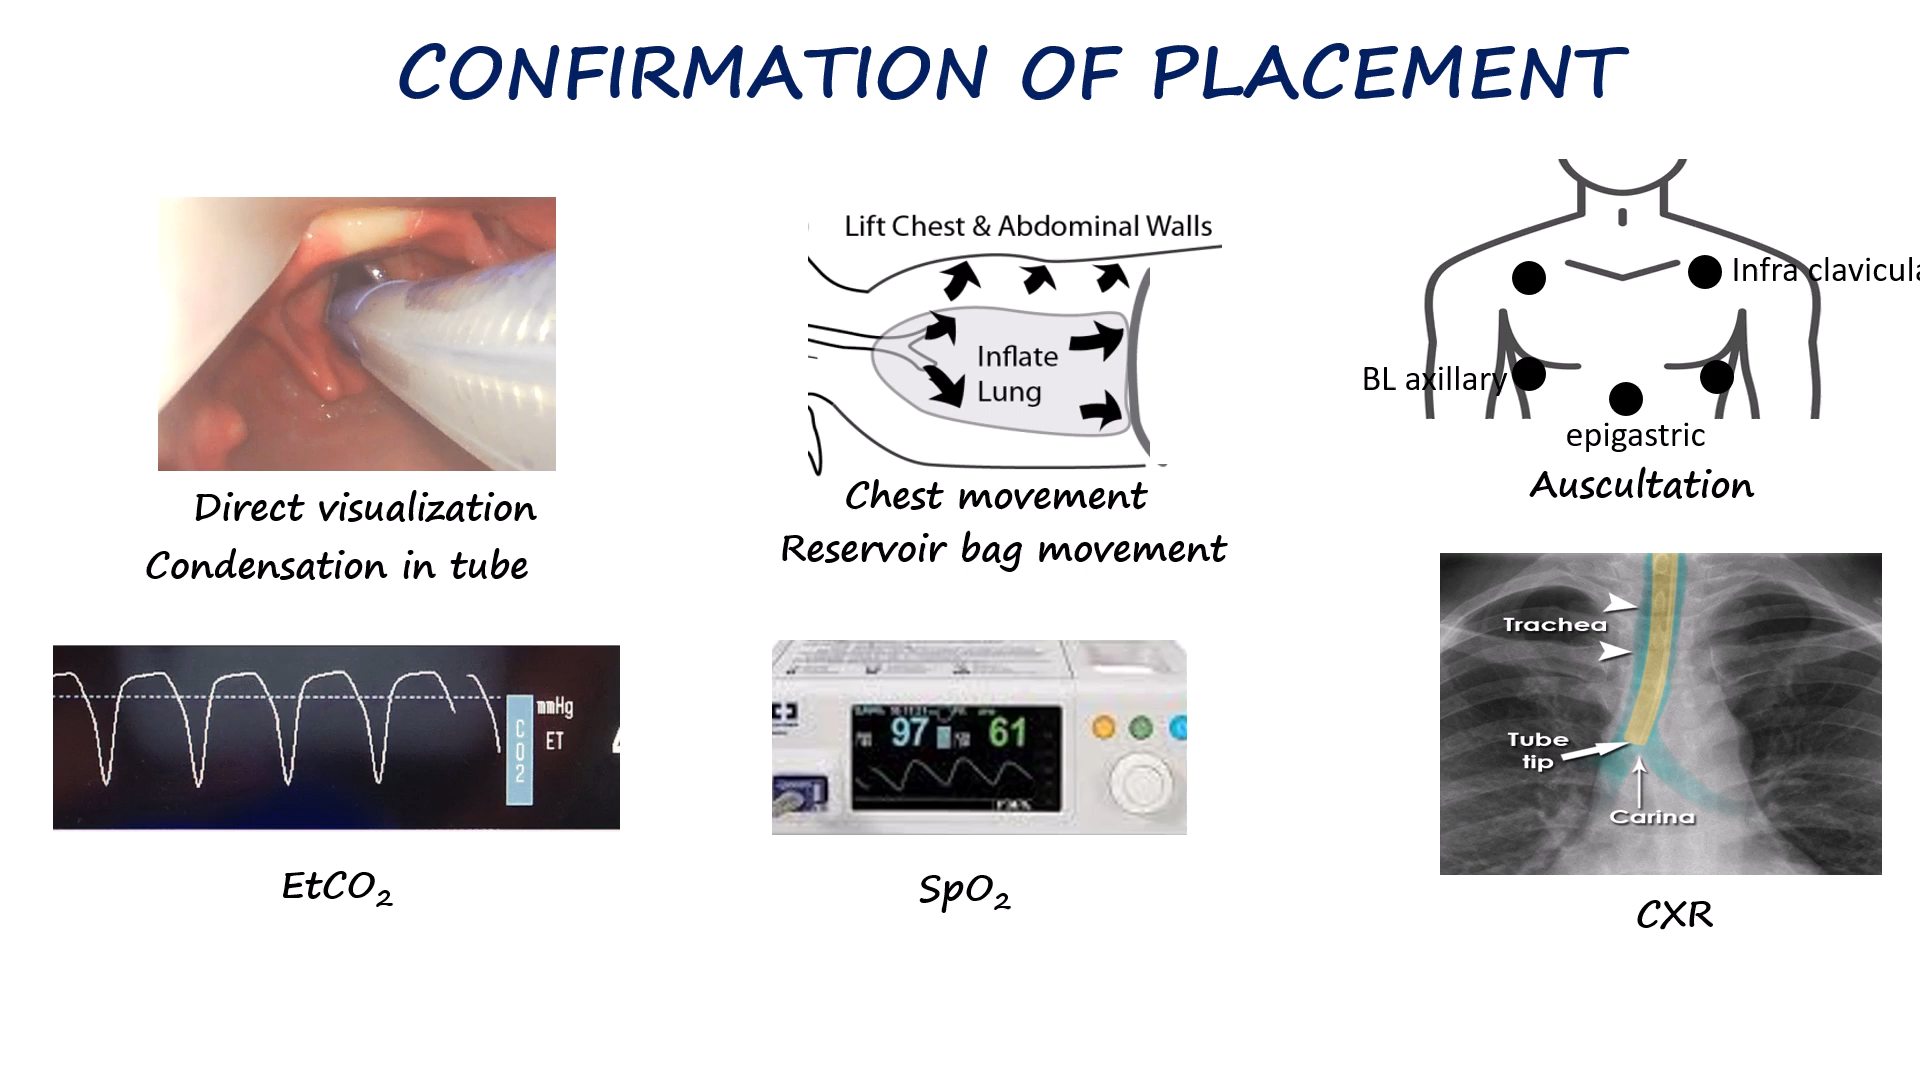 CONFIRMATION OF PLACEMENT
Lift Chest & Abdominal Walls
Inflate
Lung
Infra clavicula
BL axillary
epigastric
Direct visualization
Condensation in tube
Chest movement
Reservoir bag movement
Auscultation
mmHg
ET
CO2
97
61
Trachea
Tube
tip
Carina
EtCO2
SpO2
CXR